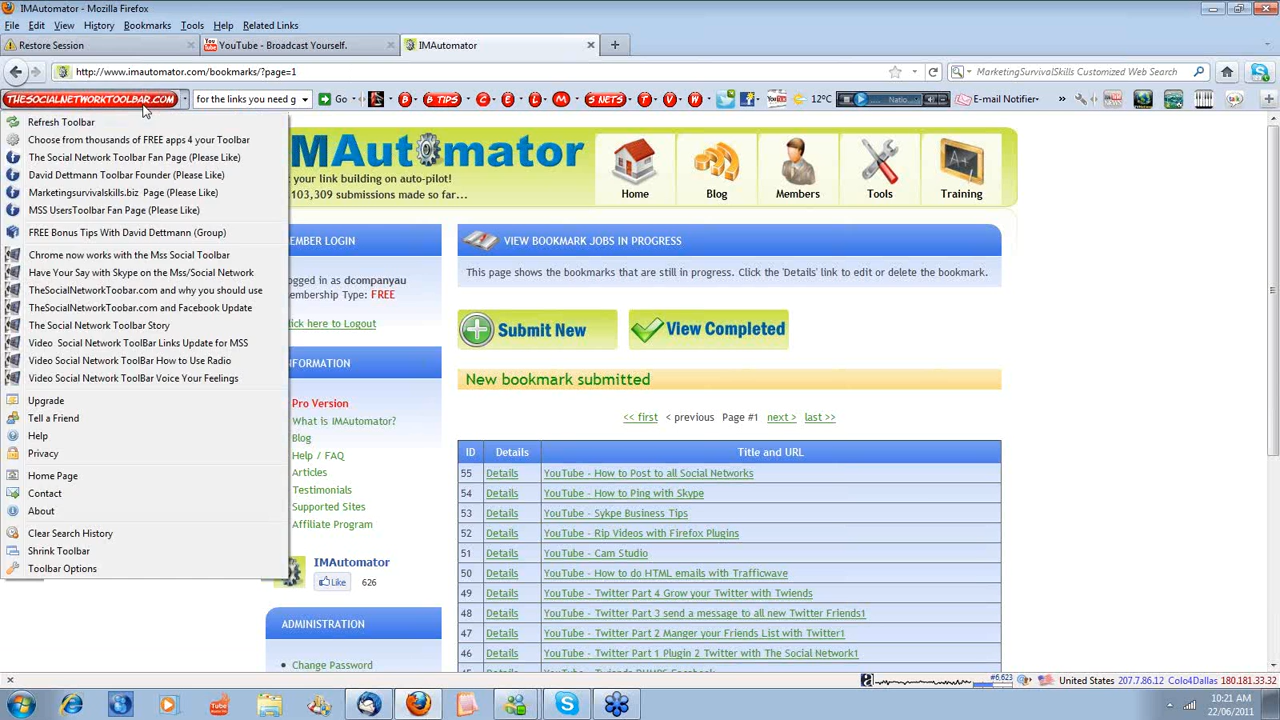 IMAutomator - Mozilla Firefox
File Edit View History Bookmarks Tools Help Related Links
Restore Session
YouTube - Broadcast Yourself.
IMAutomator
http://www.imautomator.com/bookmarks/?page=1
MarketingSurvivalSkills Customized Web Search
THESOCIALNETWORKTOOLBAR.COM
for the links you need g
Go
B B TIPS C E L M S NETS R T V W
You Tube
12°C
Natio
E-mail Notifier
Refresh Toolbar
Choose from thousands of FREE apps 4 your Toolbar
The Social Network Toolbar Fan Page (Please Like)
David Dettmann Toolbar Founder (Please Like)
Marketingsurvivalskills.biz Page (Please Like)
MSS UsersToolbar Fan Page (Please Like)
FREE Bonus Tips With David Dettmann (Group)
Chrome now works with the Mss Social Toolbar
Have Your Say with Skype on the Mss/Social Network
TheSocialNetworkToobar.com and why you should use
TheSocialNetworkToobar.com and Facebook Update
The Social Network Toolbar Story
Video Social Network ToolBar Links Update for MSS
Video Social Network ToolBar How to Use Radio
Video Social Network ToolBar Voice Your Feelings
Upgrade
Tell a Friend
Help
Privacy
Home Page
Contact
About
Clear Search History
Shrink Toolbar
Toolbar Options
IMAutomator
your link building on auto-pilot!
103,309 submissions made so far...
Home
Blog
Members
Tools
Training
EMBER LOGIN
ogged in as dcompanyau
embership Type: FREE
lick here to Logout
INFORMATION
Pro Version
What is IMAutomator?
Blog
Help / FAQ
Articles
Testimonials
Supported Sites
Affiliate Program
IMAutomator
Like 626
ADMINISTRATION
Change Password
VIEW BOOKMARK JOBS IN PROGRESS
This page shows the bookmarks that are still in progress. Click the 'Details' link to edit or delete the bookmark.
Submit New
View Completed
New bookmark submitted
<< first < previous Page #1 next > last >>
ID Details Title and URL
55 Details YouTube - How to Post to all Social Networks
54 Details YouTube - How to Ping with Skype
53 Details YouTube - Sykpe Business Tips
52 Details YouTube - Rip Videos with Firefox Plugins
51 Details YouTube - Cam Studio
50 Details YouTube - How to do HTML emails with Trafficwave
49 Details YouTube - Twitter Part 4 Grow your Twitter with Twiends
48 Details YouTube - Twitter Part 3 send a message to all new Twitter Friends1
47 Details YouTube - Twitter Part 2 Manger your Friends List with Twitter1
46 Details YouTube - Twitter Part 1 Plugin 2 Twitter with The Social Network1
#6,623
United States 207.7.86.12 Colo4Dallas 180.181.33.32
10:21 AM
22/06/2011